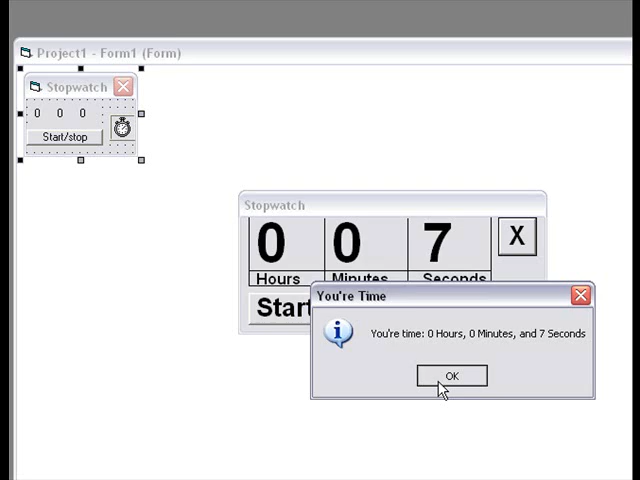 Project1 - Form1 (Form)
Stopwatch
0 0 0
Start/stop
Stopwatch
0 0 7
X
Hours Minutes Seconds
Start
You're Time
You're time: 0 Hours, 0 Minutes, and 7 Seconds
OK